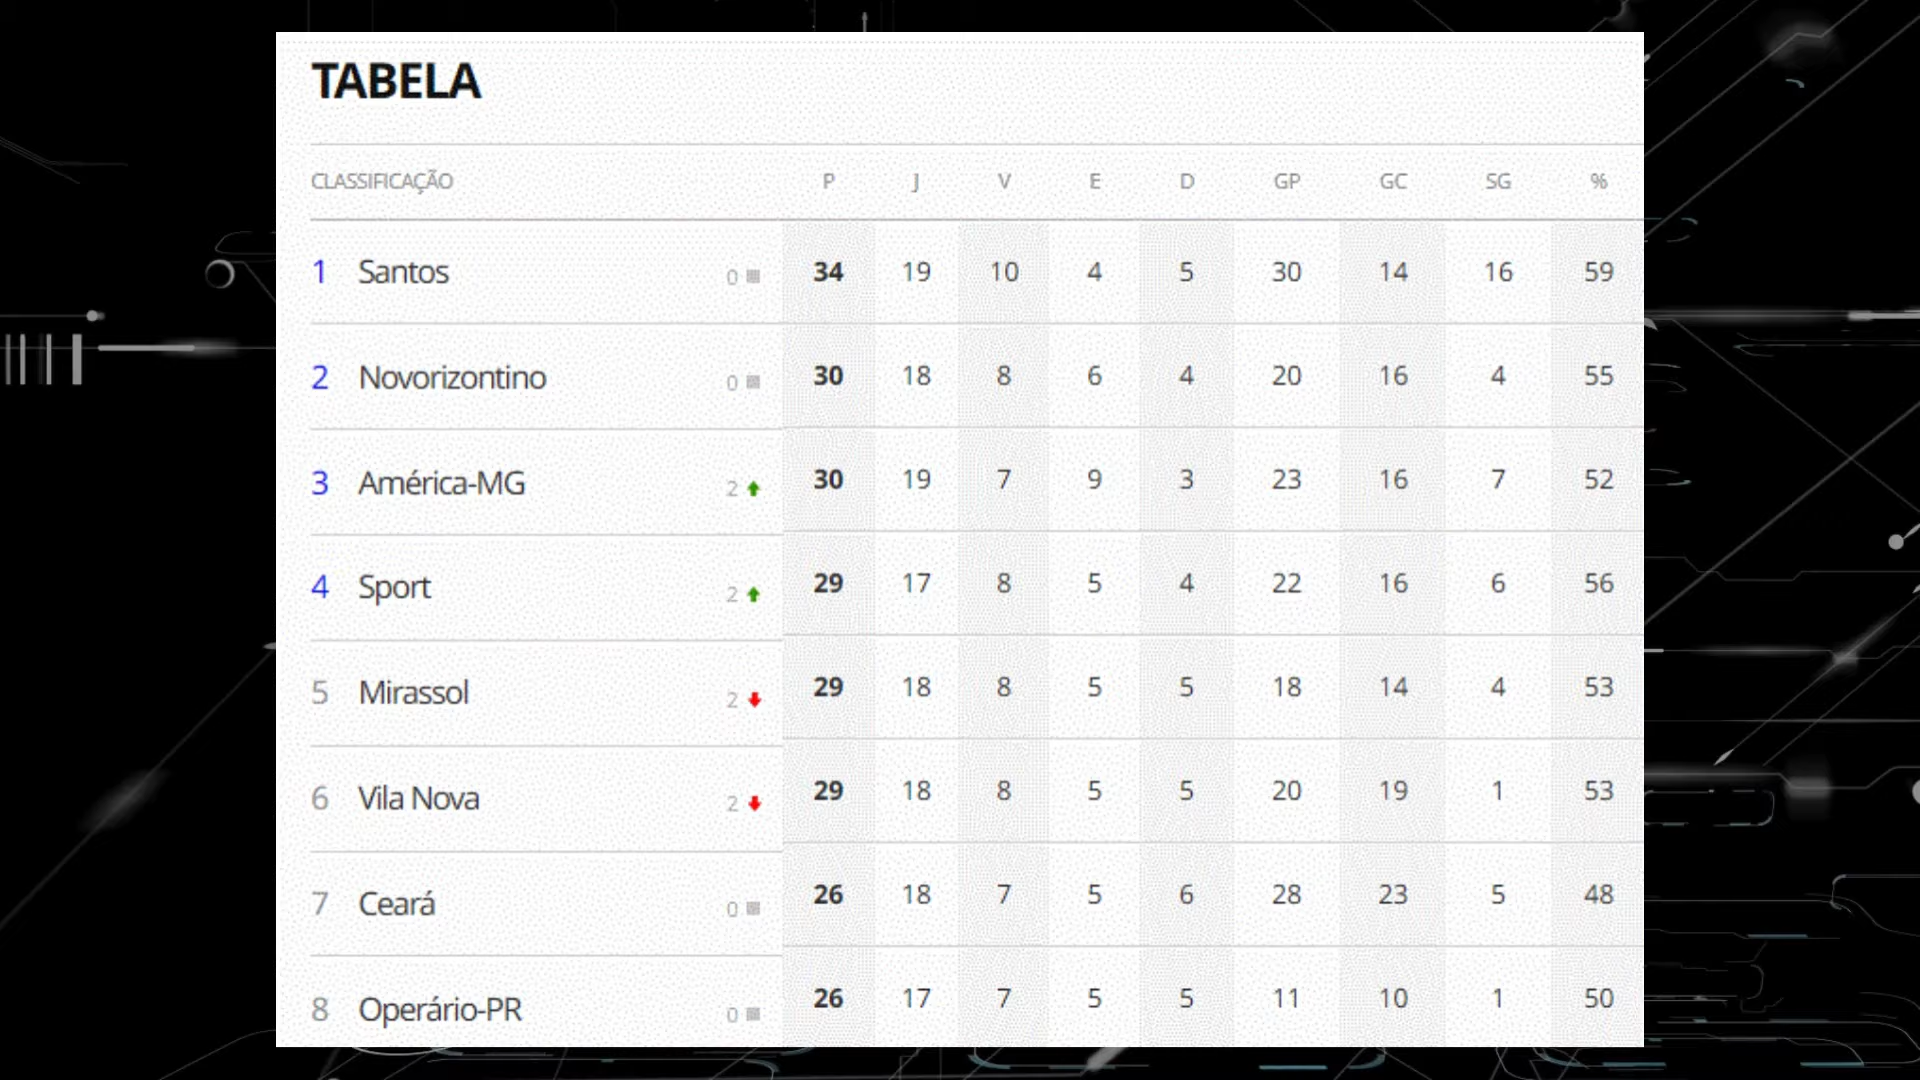 TABELA
CLASSIFICAÇÃO P J V E D GP GC SG %
1 Santos 0 34 19 10 4 5 30 14 16 59
2 Novorizontino 0 30 18 8 6 4 20 16 4 55
3 América-MG 2 30 19 7 9 3 23 16 7 52
4 Sport 2 29 17 8 5 4 22 16 6 56
5 Mirassol 2 29 18 8 5 5 18 14 4 53
6 Vila Nova 2 29 18 8 5 5 20 19 1 53
7 Ceará 0 26 18 7 5 6 28 23 5 48
8 Operário-PR 0 26 17 7 5 5 11 10 1 50